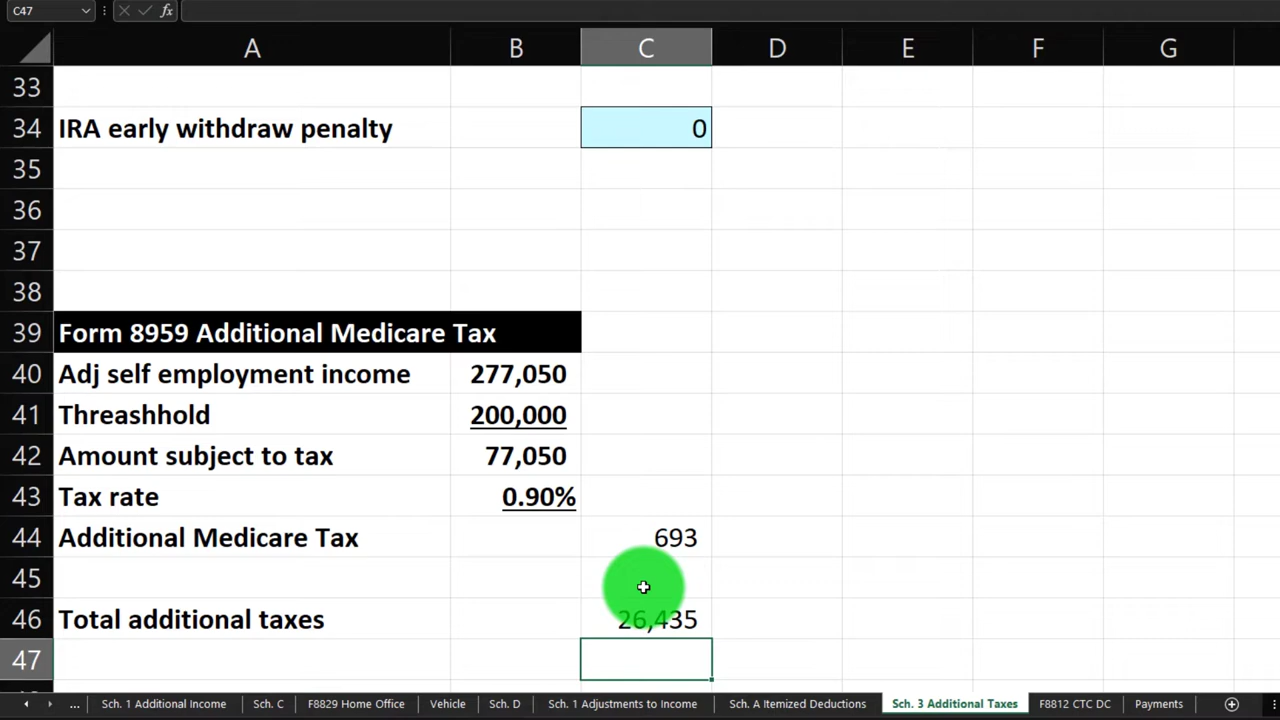 C47 fx
A B C D E F G
33
34 IRA early withdraw penalty 0
35
36
37
38
39 Form 8959 Additional Medicare Tax
40 Adj self employment income 277,050
41 Threashhold 200,000
42 Amount subject to tax 77,050
43 Tax rate 0.90%
44 Additional Medicare Tax 693
45
46 Total additional taxes 26,435
47
... Sch. 1 Additional Income Sch. C F8829 Home Office Vehicle Sch. D Sch. 1 Adjustments to Income Sch. A Itemized Deductions Sch. 3 Additional Taxes F8812 CTC DC Payments